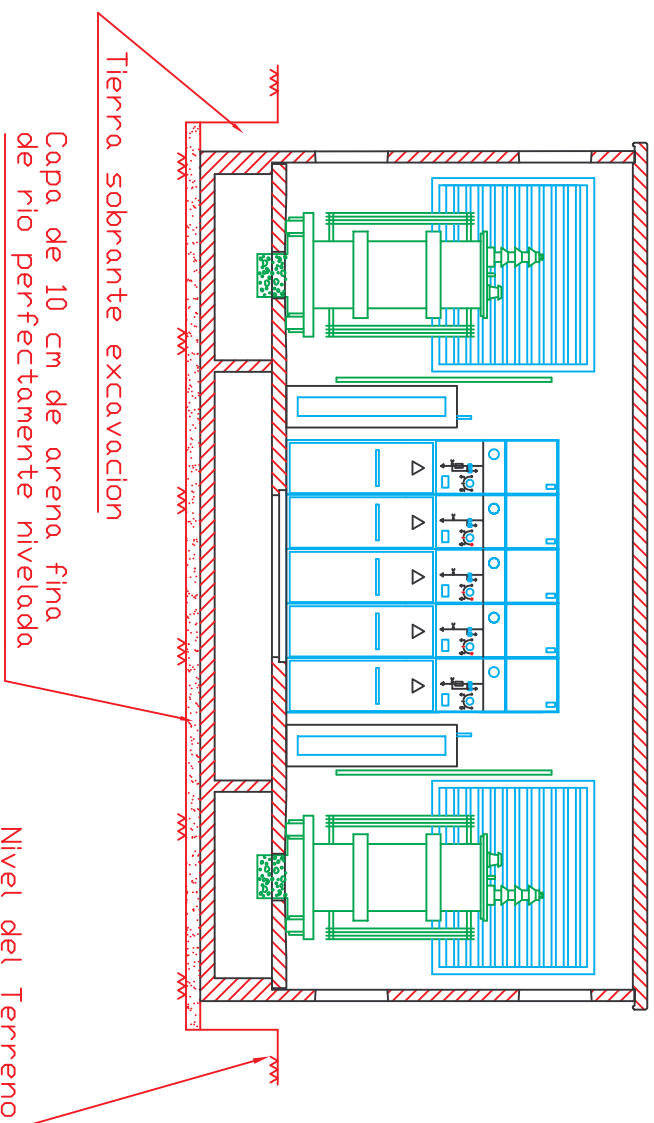 Tierra sobrante excavacion
Capa de 10 cm de arena fina
de rio perfectamente nivelada
Nivel del Terreno